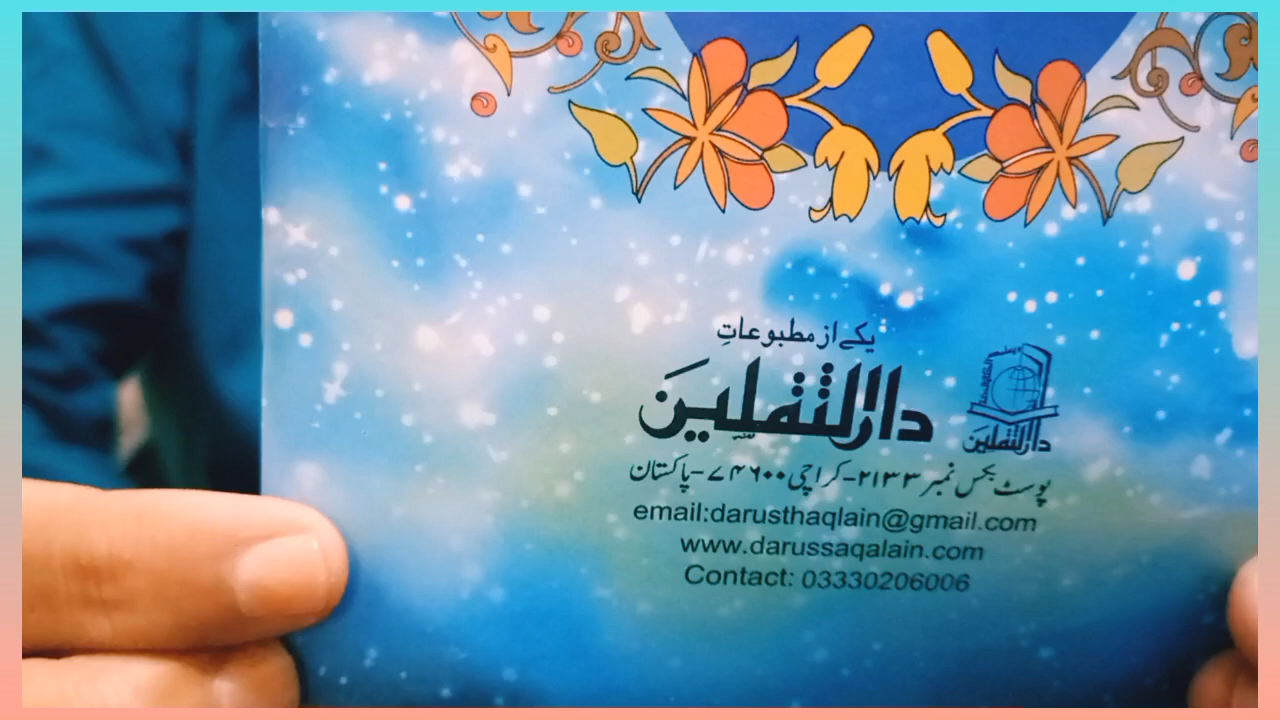 یکے از مطبوعاتِ
دارالثقلین
دارالثقلین
پوسٹ بکس نمبر ۲۱۳۳-کراچی ۷۴۶۰۰-پاکستان
email:darusthaqlain@gmail.com
www.darussaqalain.com
Contact: 03330206006